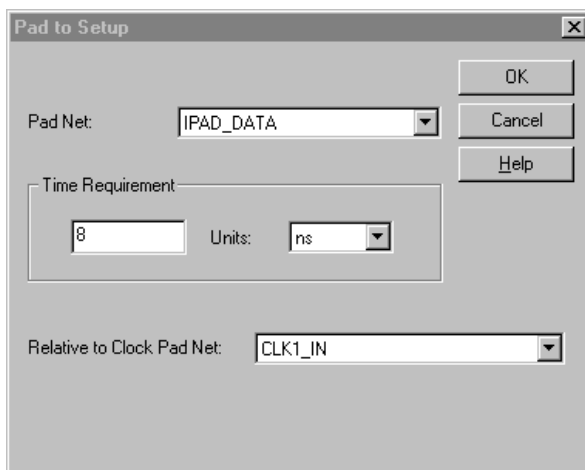 Pad to Setup
OK
Pad Net: IPAD_DATA
Cancel
Help
Time Requirement
8 Units: ns
Relative to Clock Pad Net: CLK1_IN